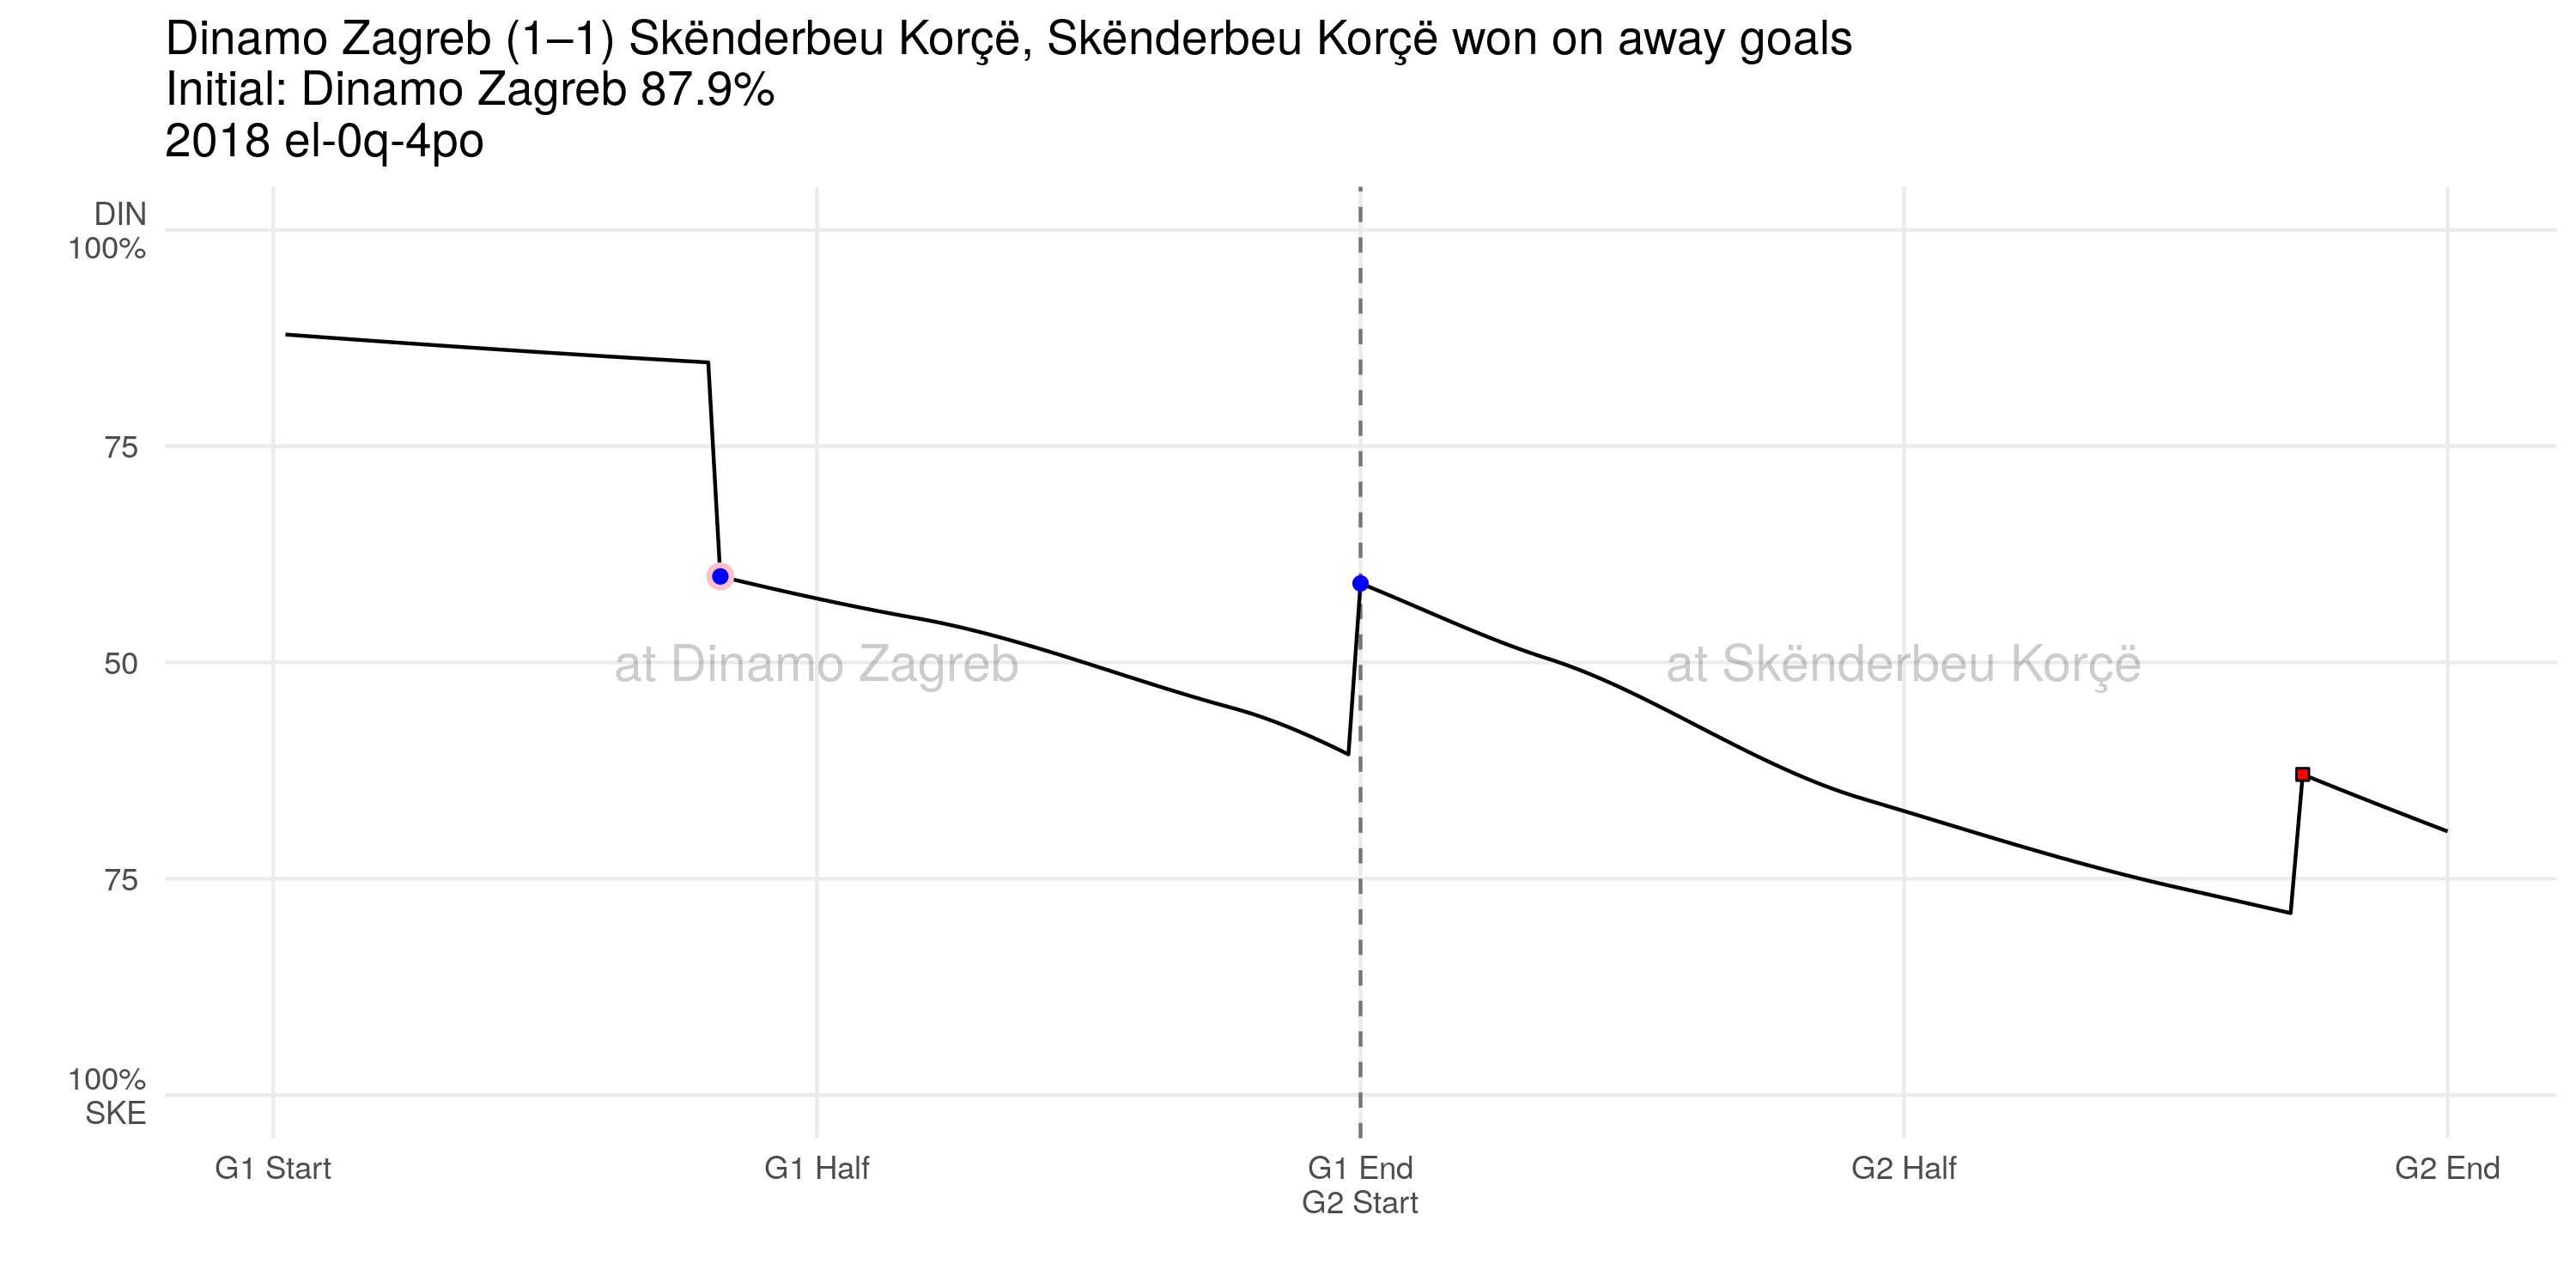 Dinamo Zagreb (1–1) Skënderbeu Korçë, Skënderbeu Korçë won on away goals
Initial: Dinamo Zagreb 87.9%
2018 el-0q-4po
DIN
100%
75
50
75
100%
SKE
at Dinamo Zagreb
at Skënderbeu Korçë
G1 Start
G1 Half
G1 End
G2 Start
G2 Half
G2 End